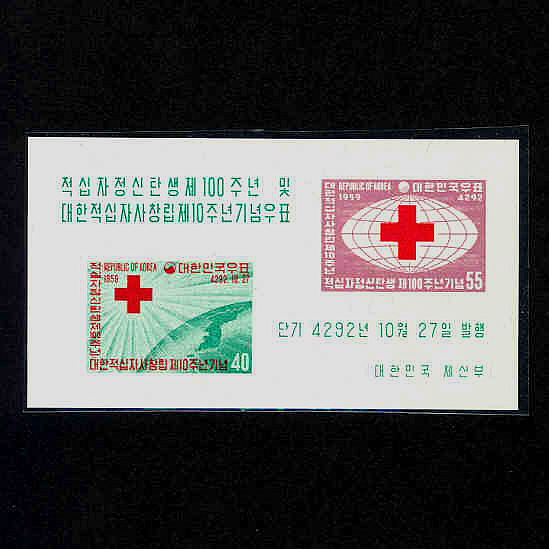 적십자정신탄생제100주년 및
대한적십자사창립제10주년기념우표
REPUBLIC OF KOREA 대한민국우표
1959 4292
적십자정신탄생 제100주년기념 55
REPUBLIC OF KOREA 대한민국우표
1959 4292.10.27
대한적십자사창립 제10주년기념 40
단기 4292년 10월 27일 발행
대한민국 체신부